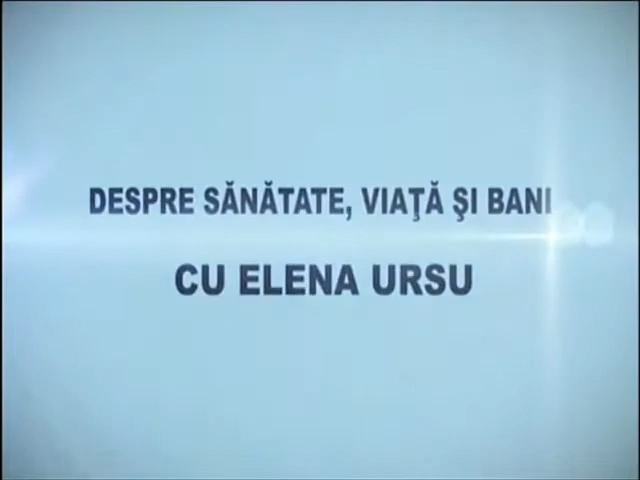 DESPRE SĂNĂTATE, VIAŢĂ ŞI BANI
CU ELENA URSU